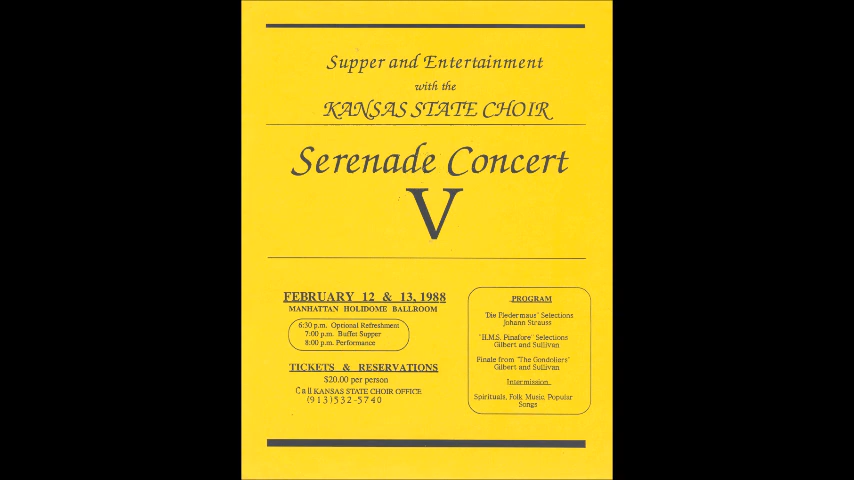 Supper and Entertainment
with the
KANSAS STATE CHOIR
Serenade Concert
V
FEBRUARY 12 & 13, 1988
MANHATTAN HOLIDOME BALLROOM
6:30 p.m. Optional Refreshment
7:00 p.m. Buffet Supper
8:00 p.m. Performance
TICKETS & RESERVATIONS
$20.00 per person
Call KANSAS STATE CHOIR OFFICE
(913)532-5740
PROGRAM
"Die Fledermaus" Selections
Johann Strauss
"H.M.S. Pinafore" Selections
Gilbert and Sullivan
Finale from "The Gondoliers"
Gilbert and Sullivan
Intermission
Spirituals, Folk Music, Popular
Songs